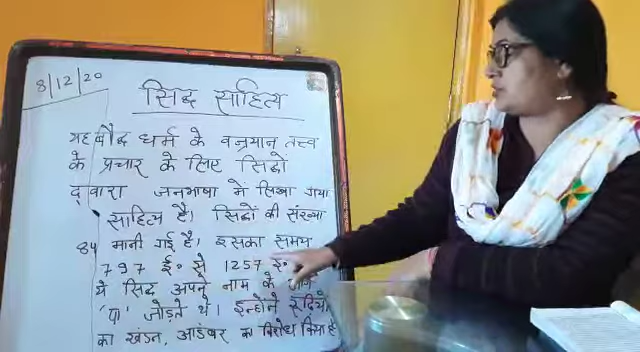 8/12/20
सिद्ध साहित्य
यह बौद्ध धर्म के वज्रयान तत्त्व
के प्रचार के लिए सिद्धो
द्वारा जनभाषा मे लिखा गया
साहित्य है। सिद्धों की संख्या
84 मानी गई है। इसका समय
797 ई॰ से 1257 ई॰
ये सिद्ध अपने नाम के
'पा' जोड़ते थे। इन्होंने रूढियों
का खंडन, आडंबर का विरोध किया है